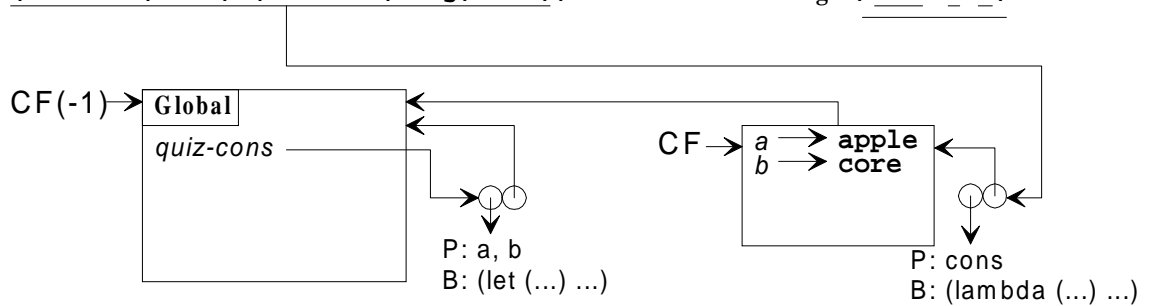 CF(-1)
Global
quiz-cons
CF
a apple
b core
P: a, b
B: (let (...) ...)
P: cons
B: (lambda (...) ...)